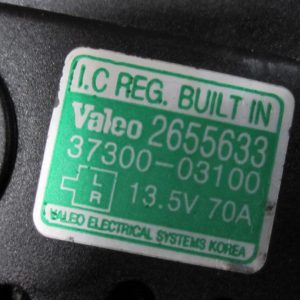 I.C REG. BUILT IN
Valeo 2655633
37300-03100
L
R
13.5V 70A
VALEO ELECTRICAL SYSTEMS KOREA